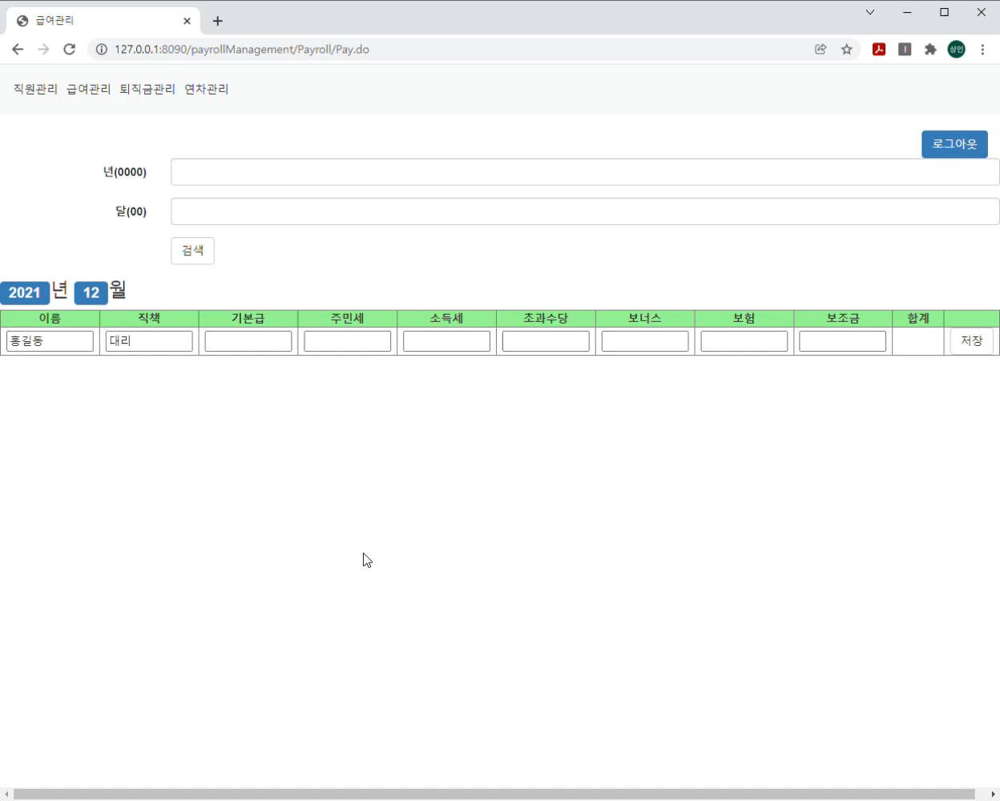 급여관리
127.0.0.1:8090/payrollManagement/Payroll/Pay.do
상인
직원관리 급여관리 퇴직금관리 연차관리
로그아웃
년(0000)
달(00)
검색
2021 년 12 월
이름 직책 기본급 주민세 소득세 초과수당 보너스 보험 보조금 합계
홍길동 대리 저장